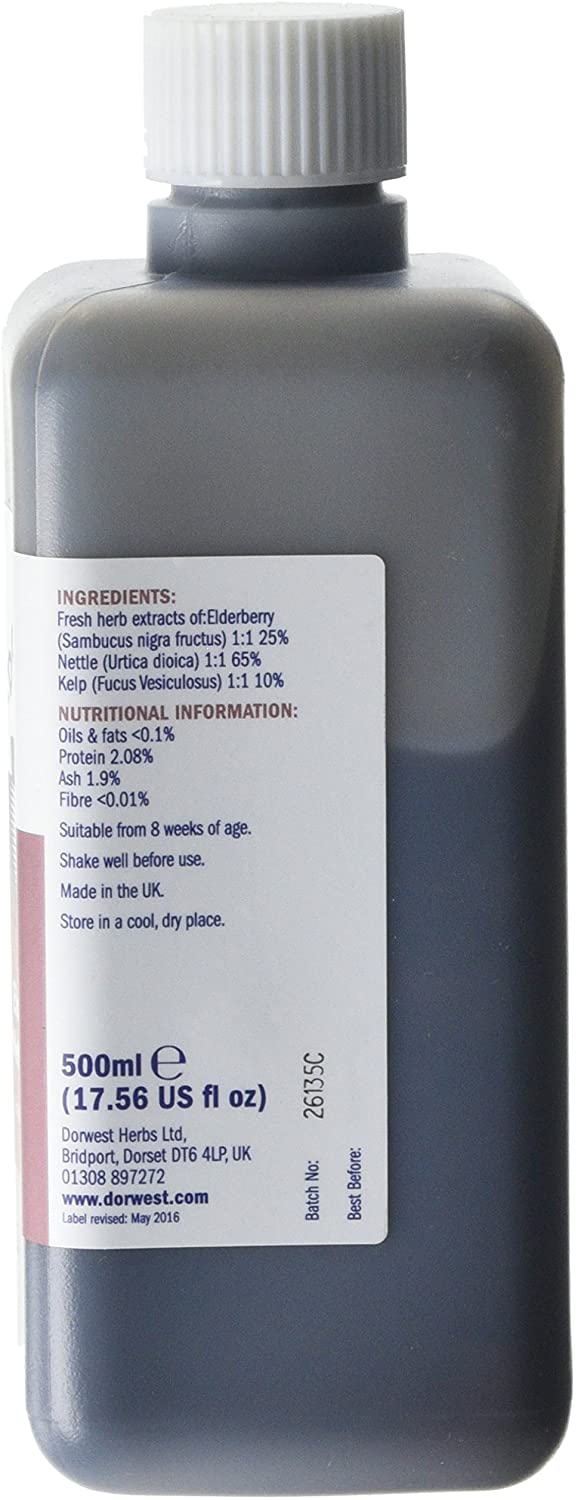 INGREDIENTS:
Fresh herb extracts of:Elderberry
(Sambucus nigra fructus) 1:1 25%
Nettle (Urtica dioica) 1:1 65%
Kelp (Fucus Vesiculosus) 1:1 10%
NUTRITIONAL INFORMATION:
Oils & fats <0.1%
Protein 2.08%
Ash 1.9%
Fibre <0.01%
Suitable from 8 weeks of age.
Shake well before use.
Made in the UK.
Store in a cool, dry place.
500ml ℮
(17.56 US fl oz)
Dorwest Herbs Ltd,
Bridport, Dorset DT6 4LP, UK
01308 897272
www.dorwest.com
Label revised: May 2016
Batch No: 26135C
Best Before: